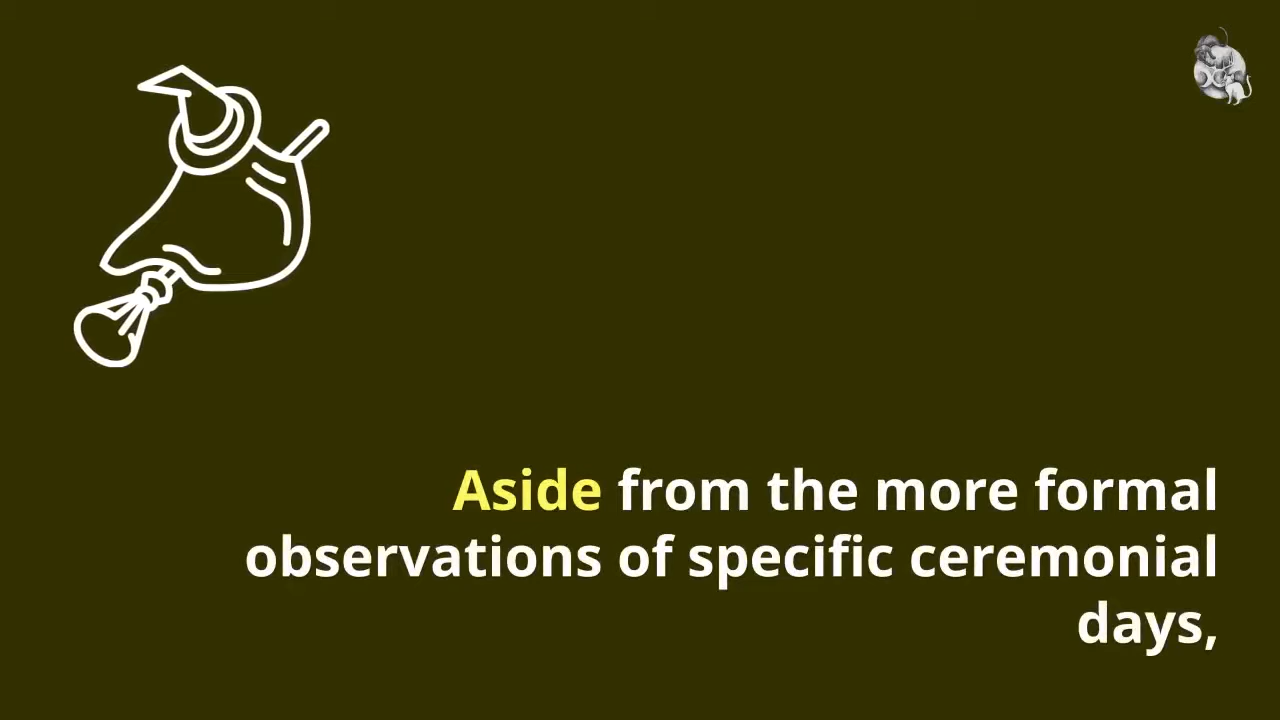 Aside from the more formal
observations of specific ceremonial
days,